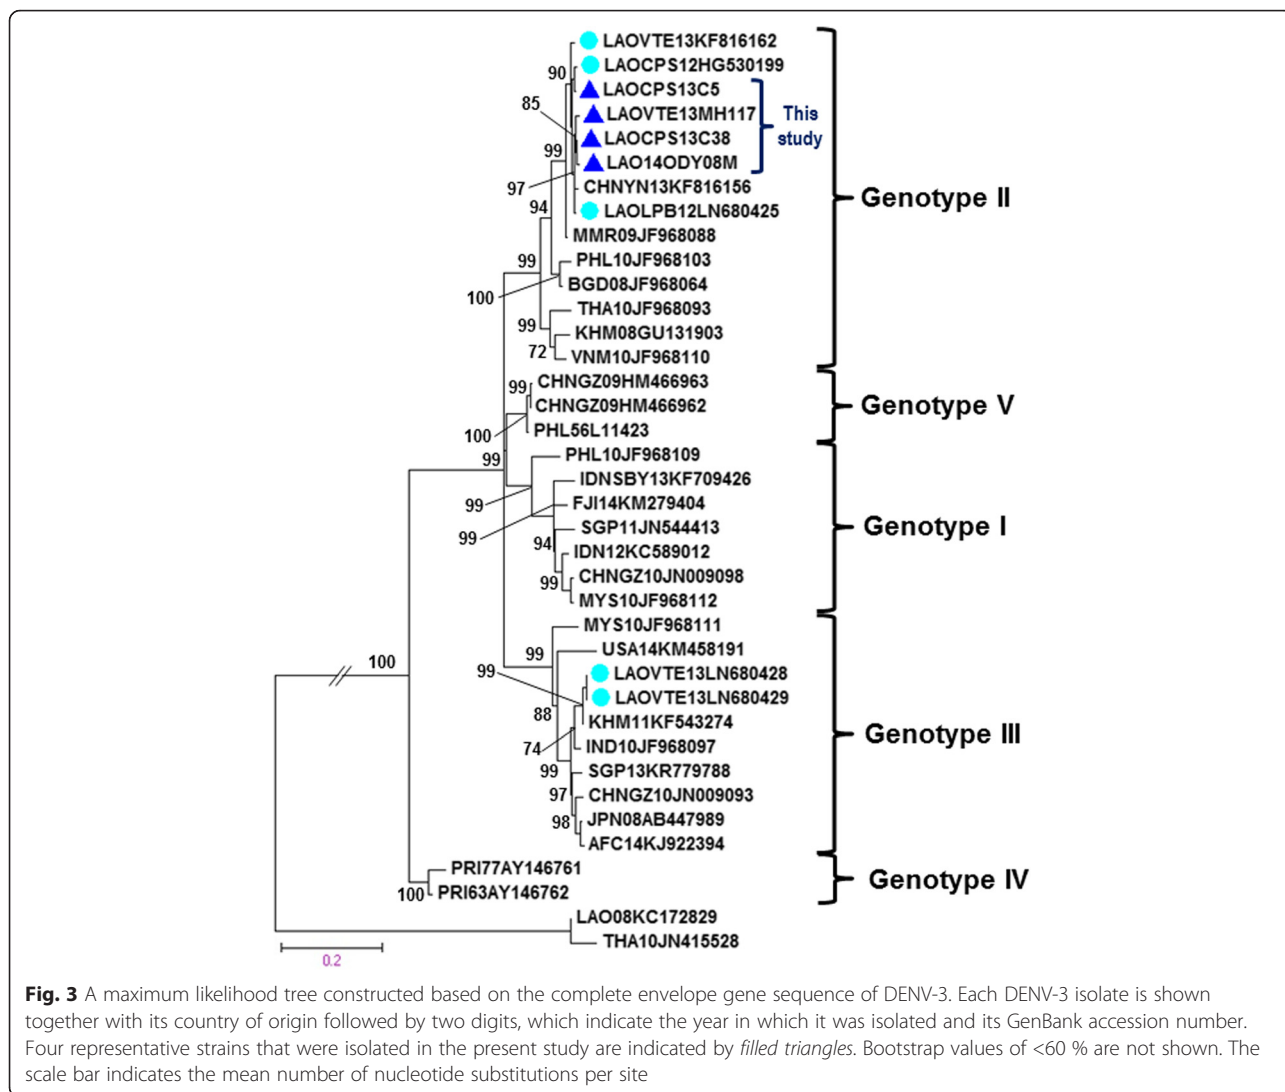 LAOVTE13KF816162
LAOCPS12HG530199
90
LAOCPS13C5
85
LAOVTE13MH117
This
study
LAOCPS13C38
99
LAO14ODY08M
97
CHNYN13KF816156
Genotype II
94
LAOLPB12LN680425
MMR09JF968088
99
PHL10JF968103
BGD08JF968064
100
THA10JF968093
99
KHM08GU131903
72
VNM10JF968110
99
CHNGZ09HM466963
CHNGZ09HM466962
Genotype V
100
PHL56L11423
99
PHL10JF968109
IDNSBY13KF709426
99
FJI14KM279404
99
SGP11JN544413
Genotype I
94
IDN12KC589012
99
CHNGZ10JN009098
MYS10JF968112
MYS10JF968111
99
USA14KM458191
100
99
LAOVTE13LN680428
LAOVTE13LN680429
88
KHM11KF543274
Genotype III
74
IND10JF968097
99
SGP13KR779788
97
CHNGZ10JN009093
98
JPN08AB447989
AFC14KJ922394
PRI77AY146761
Genotype IV
100
PRI63AY146762
LAO08KC172829
THA10JN415528
0.2
Fig. 3 A maximum likelihood tree constructed based on the complete envelope gene sequence of DENV-3. Each DENV-3 isolate is shown
together with its country of origin followed by two digits, which indicate the year in which it was isolated and its GenBank accession number.
Four representative strains that were isolated in the present study are indicated by filled triangles. Bootstrap values of <60 % are not shown. The
scale bar indicates the mean number of nucleotide substitutions per site